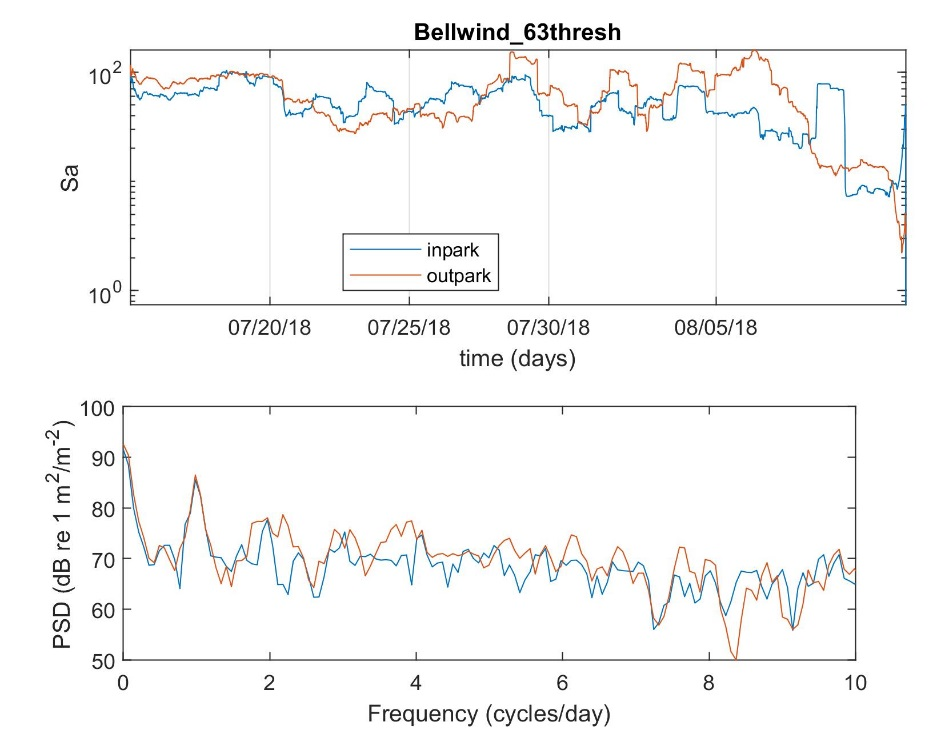 Bellwind_63thresh
10^2
10^0
Sa
inpark
outpark
07/20/18 07/25/18 07/30/18 08/05/18
time (days)
100
90
80
70
60
50
PSD (dB re 1 m^2/m^-2)
0 2 4 6 8 10
Frequency (cycles/day)